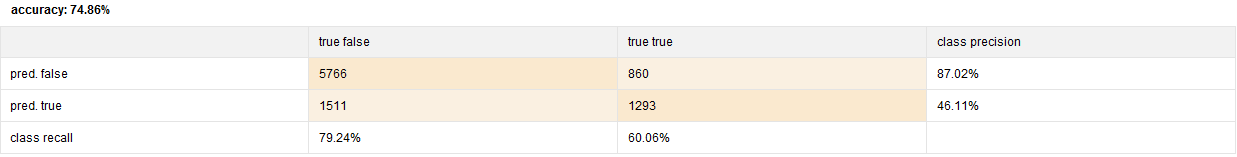 accuracy: 74.86%
true false true true class precision
pred. false 5766 860 87.02%
pred. true 1511 1293 46.11%
class recall 79.24% 60.06%